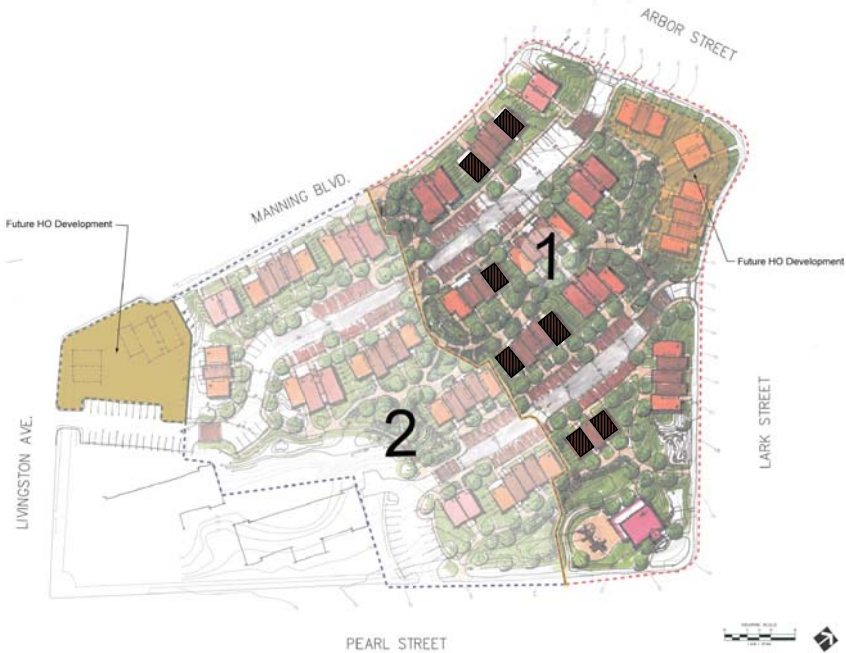 ARBOR STREET
MANNING BLVD.
Future HO Development
1
Future HO Development
2
LIVINGSTON AVE.
LARK STREET
PEARL STREET